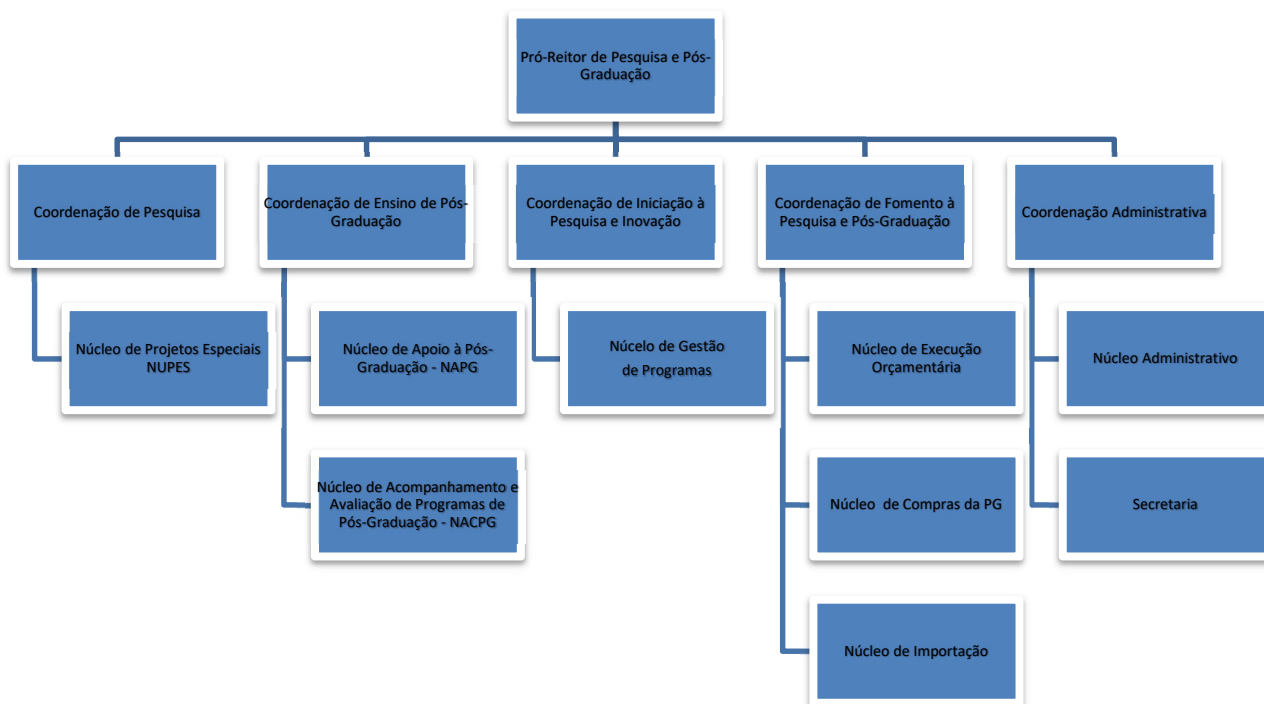 Pró-Reitor de Pesquisa e Pós-
Graduação
Coordenação de Pesquisa
Coordenação de Ensino de Pós-
Graduação
Coordenação de Iniciação à
Pesquisa e Inovação
Coordenação de Fomento à
Pesquisa e Pós-Graduação
Coordenação Administrativa
Núcleo de Projetos Especiais
NUPES
Núcleo de Apoio à Pós-
Graduação - NAPG
Núcelo de Gestão
de Programas
Núcleo de Execução
Orçamentária
Núcleo Administrativo
Núcleo de Acompanhamento e
Avaliação de Programas de
Pós-Graduação - NACPG
Núcleo  de Compras da PG
Secretaria
Núcleo de Importação